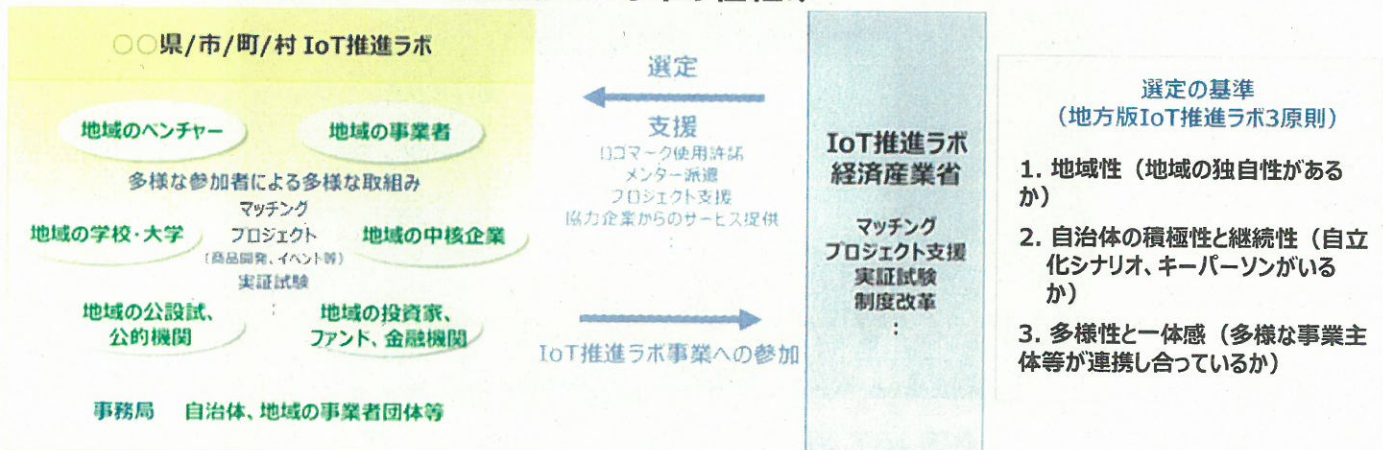 ○○県/市/町/村 IoT推進ラボ
地域のベンチャー
地域の事業者
多様な参加者による多様な取組み
マッチング
地域の学校・大学
プロジェクト
地域の中核企業
(商品開発、イベント等)
実証試験
:
地域の公設試、
公的機関
地域の投資家、
ファンド、金融機関
事務局 自治体、地域の事業者団体等
選定
支援
ロゴマーク使用許諾
メンター派遣
プロジェクト支援
協力企業からのサービス提供
:
IoT推進ラボ事業への参加
IoT推進ラボ
経済産業省
マッチング
プロジェクト支援
実証試験
制度改革
:
選定の基準
(地方版IoT推進ラボ3原則)
1. 地域性（地域の独自性がある
か）
2. 自治体の積極性と継続性（自立
化シナリオ、キーパーソンがいる
か）
3. 多様性と一体感（多様な事業主
体等が連携し合っているか）